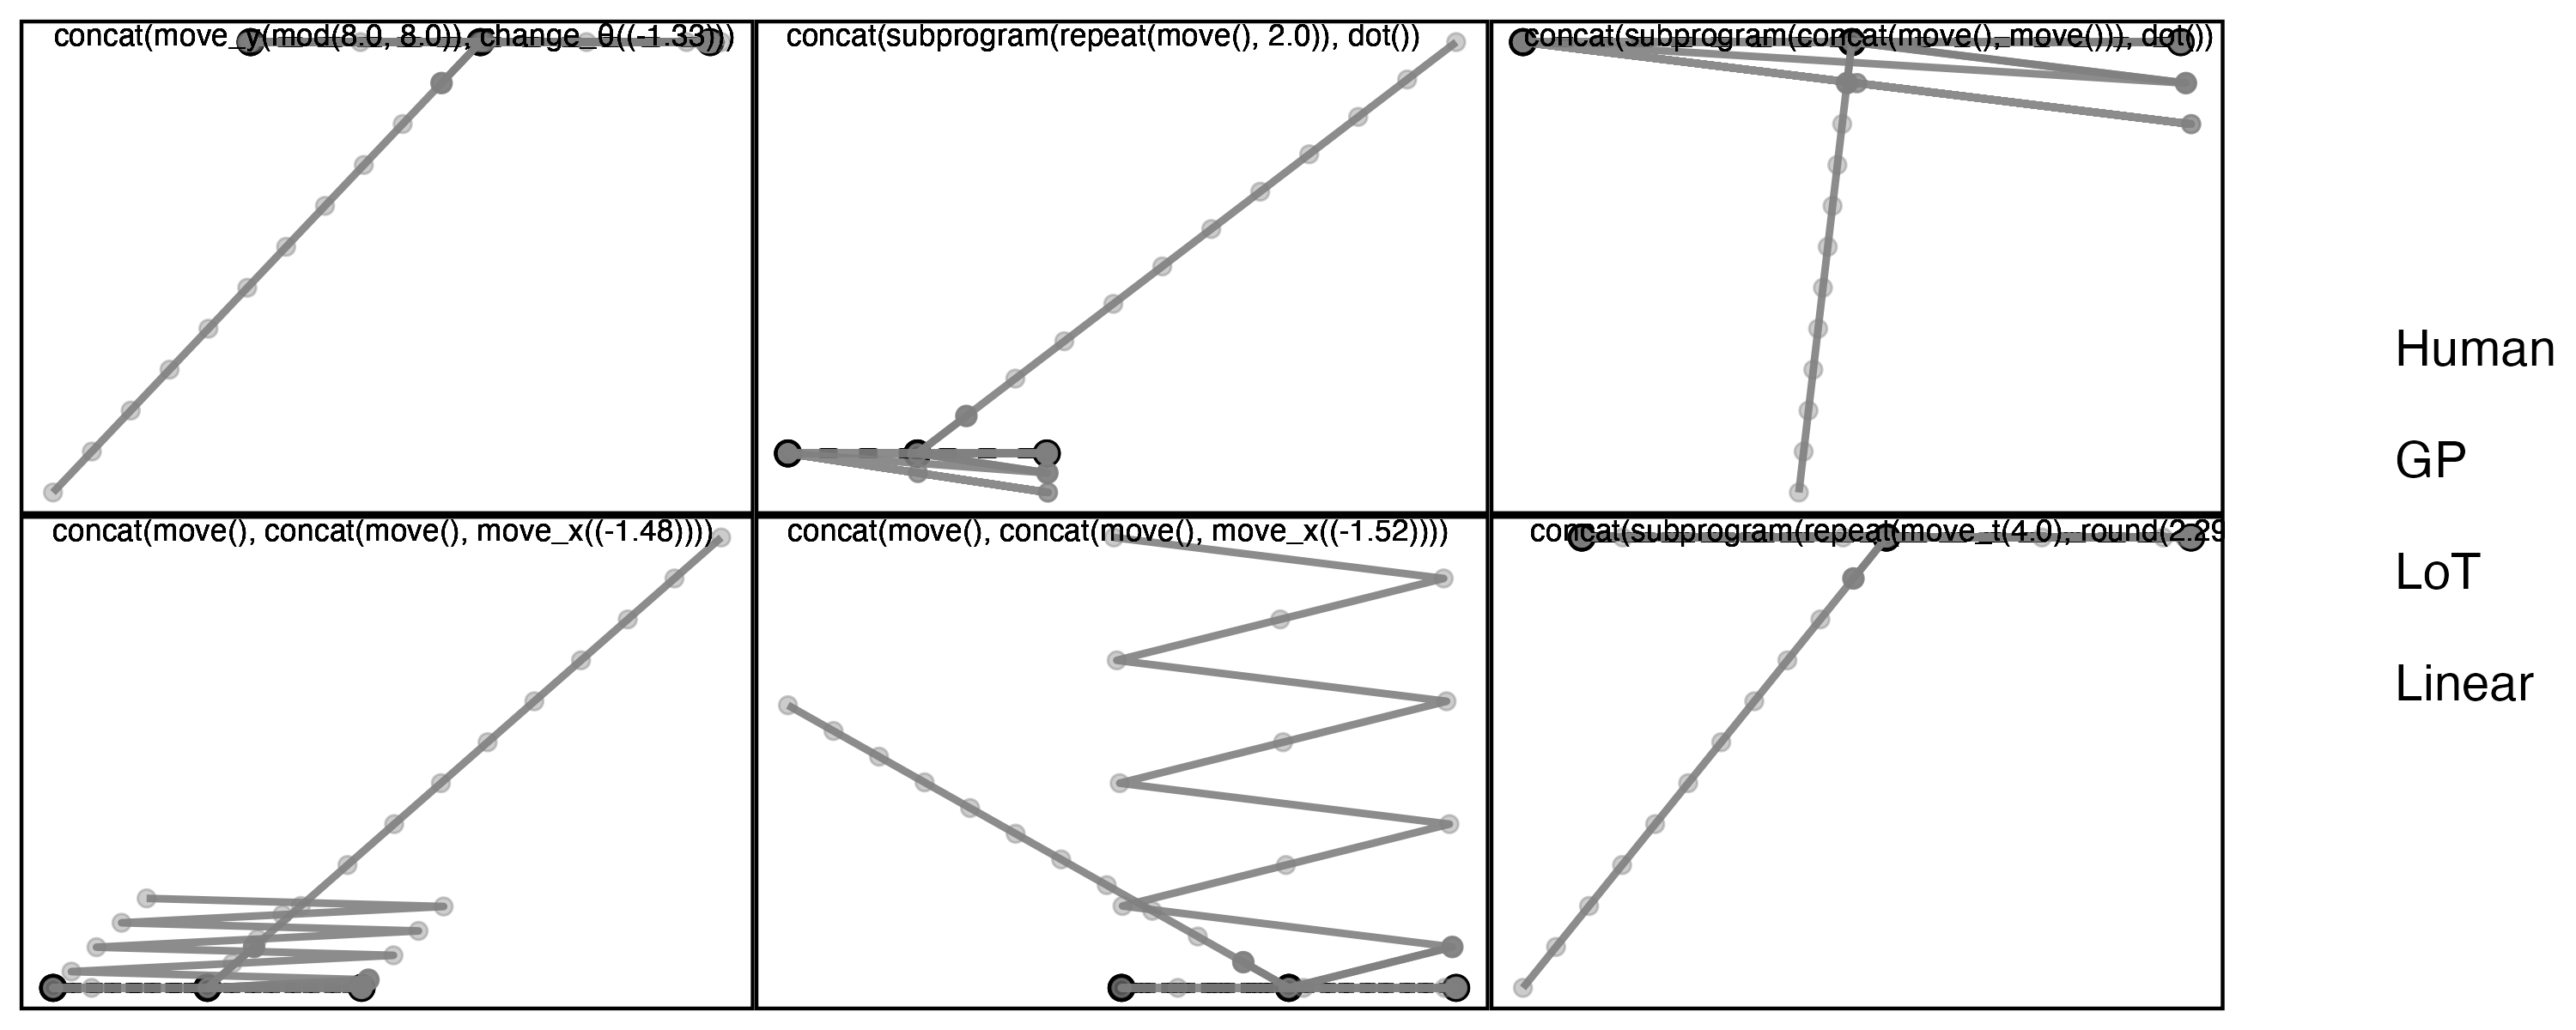 concat(move_y(mod(8.0, 8.0)), change_θ((-1.33)))
concat(subprogram(repeat(move(), 2.0)), dot())
concat(subprogram(concat(move(), move())), dot())
concat(move(), concat(move(), move_x((-1.48))))
concat(move(), concat(move(), move_x((-1.52))))
concat(subprogram(repeat(move_t(4.0), round(2.29
Human
GP
LoT
Linear